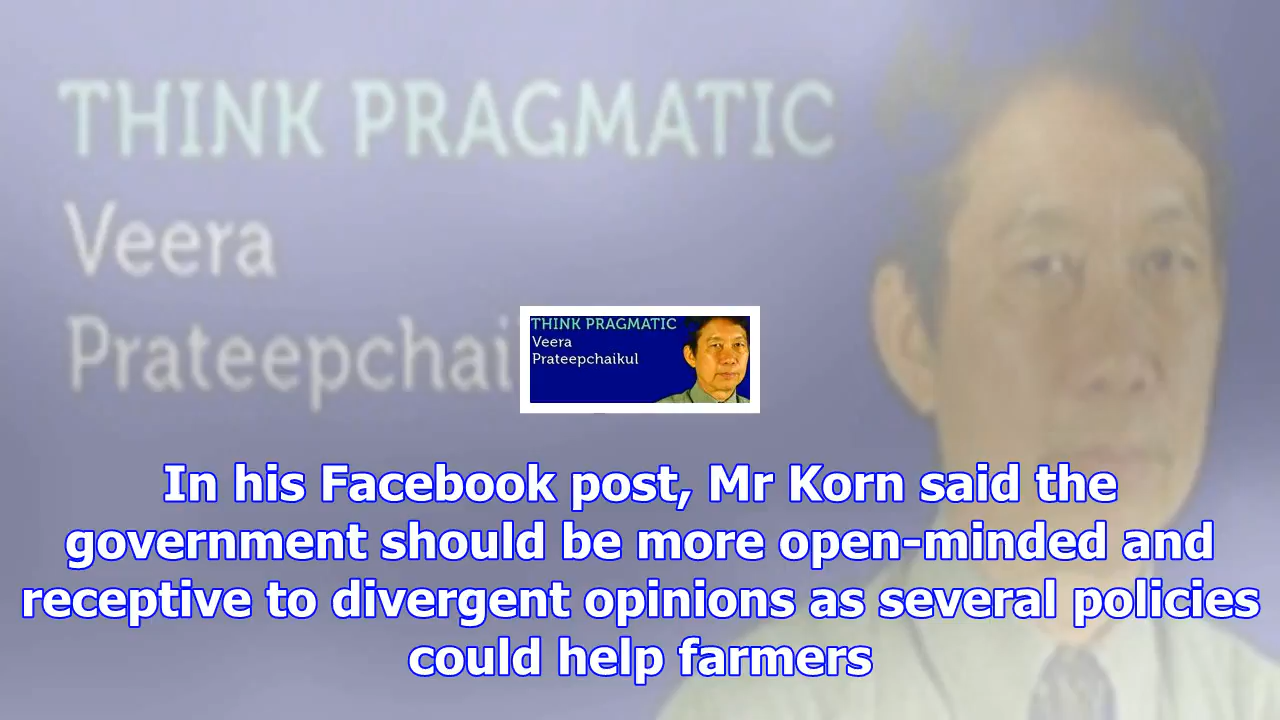 THINK PRAGMATIC
Veera
Prateepchai
THINK PRAGMATIC
Veera
Prateepchaikul
In his Facebook post, Mr Korn said the
government should be more open-minded and
receptive to divergent opinions as several policies
could help farmers